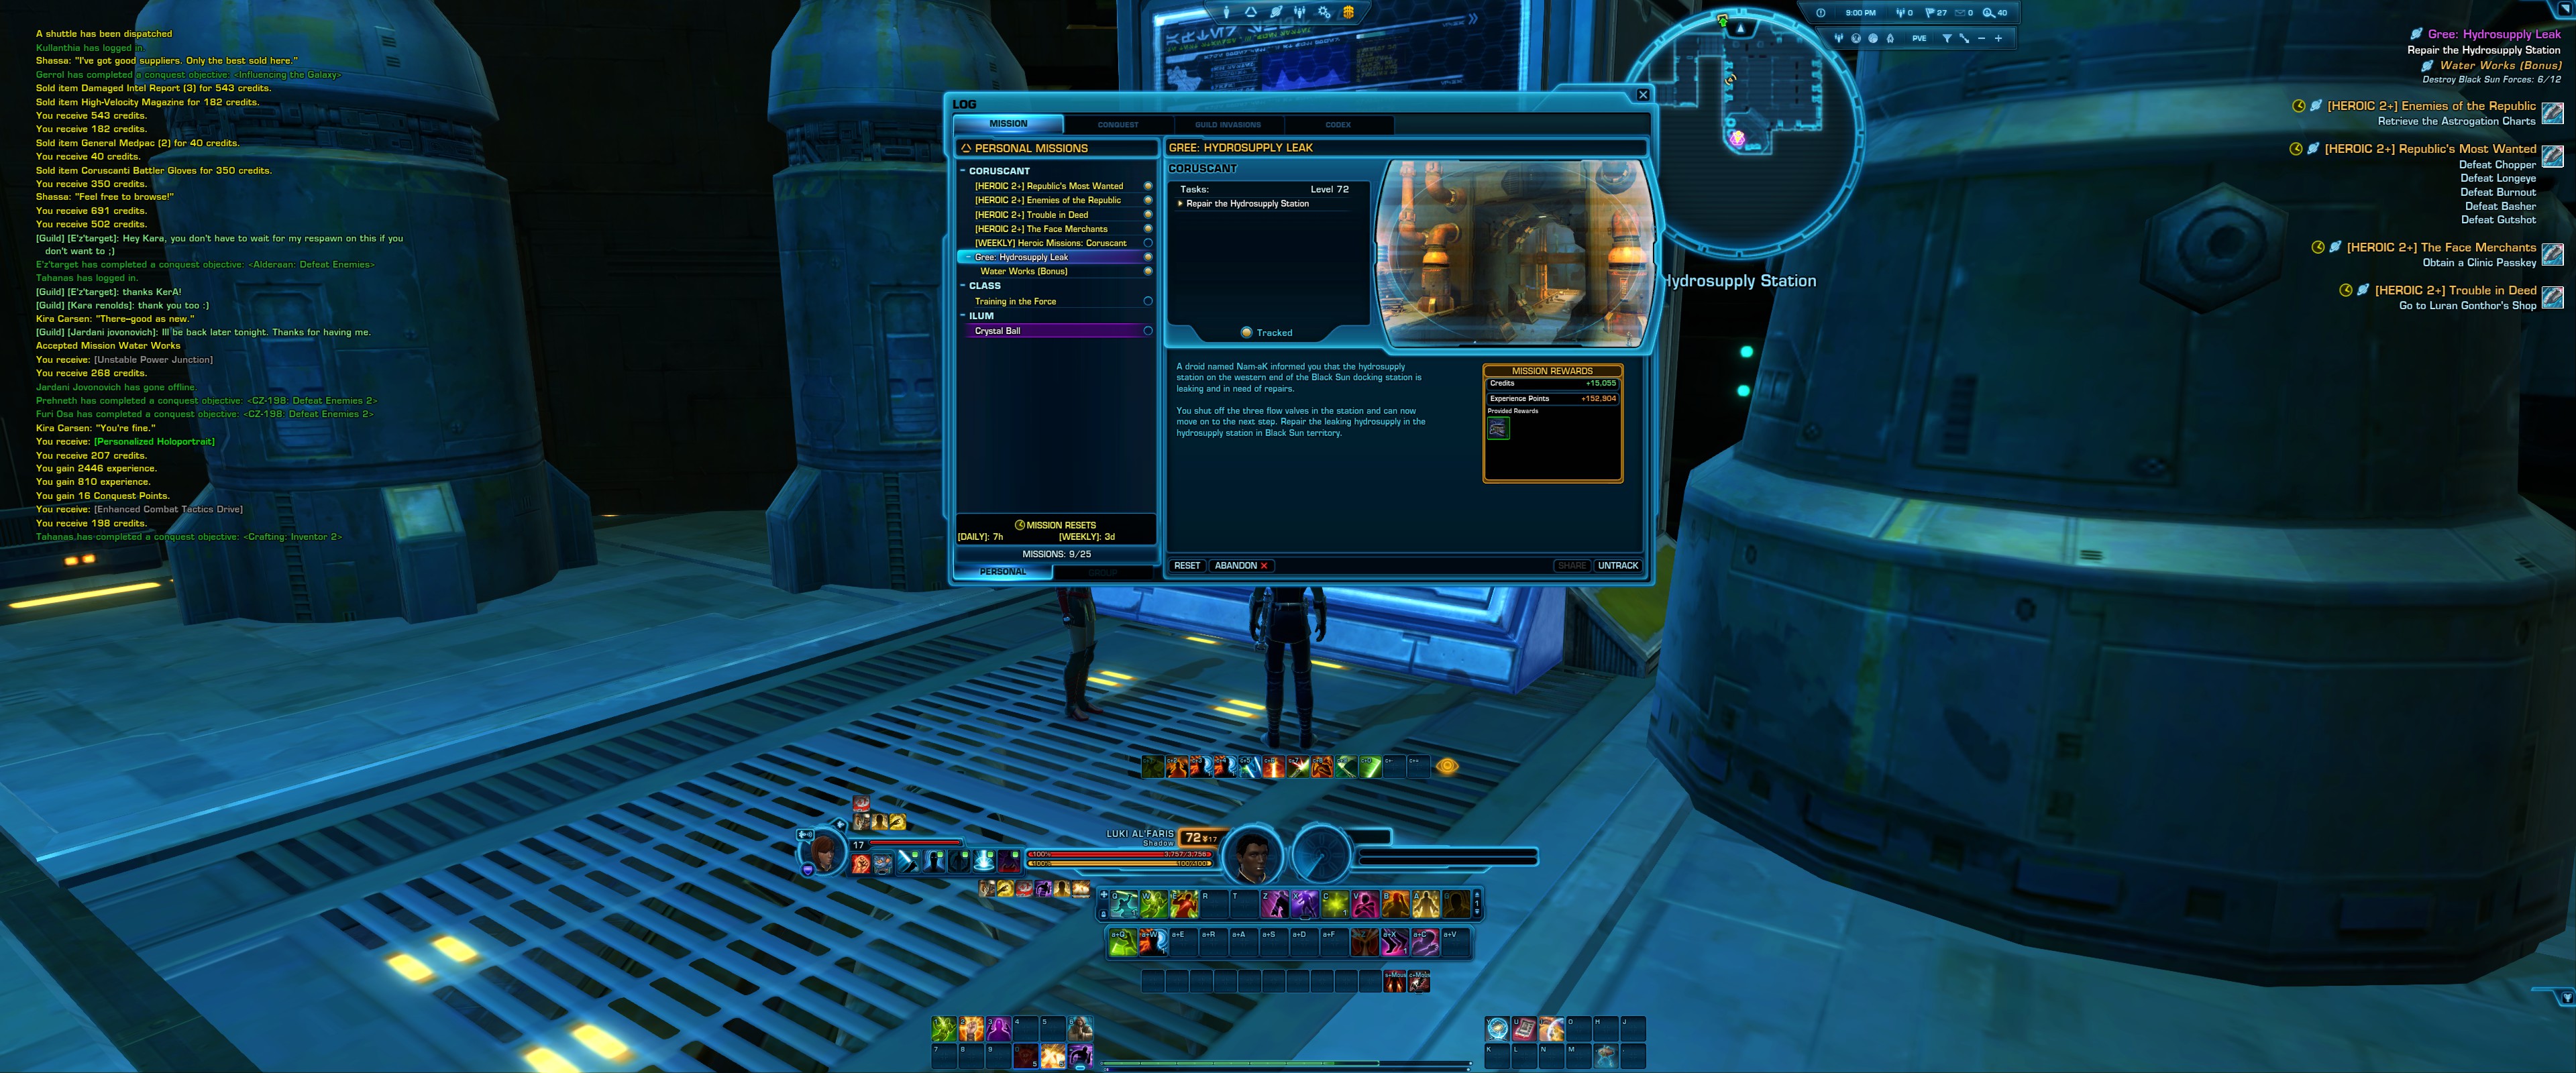 A shuttle has been dispatched
Kullanthia has logged in.
Shassa: "I've got good suppliers. Only the best sold here."
Gerrol has completed a conquest objective: <Influencing the Galaxy>
Sold item Damaged Intel Report (3) for 543 credits.
Sold item High-Velocity Magazine for 182 credits.
You receive 543 credits.
You receive 182 credits.
Sold item General Medpac (2) for 40 credits.
You receive 40 credits.
Sold item Coruscanti Battler Gloves for 350 credits.
You receive 350 credits.
Shassa: "Feel free to browse!"
You receive 691 credits.
You receive 502 credits.
[Guild] [E'z'target]: Hey Kara, you don't have to wait for my respawn on this if you
don't want to ;)
E'z'target has completed a conquest objective: <Alderaan: Defeat Enemies>
Tahanas has logged in.
[Guild] [E'z'target]: thanks KerA!
[Guild] [Kara renolds]: thank you too :)
Kira Carsen: "There—good as new."
[Guild] [Jardani jovonovich]: Ill be back later tonight. Thanks for having me.
Accepted Mission Water Works
You receive: [Unstable Power Junction]
You receive 268 credits.
Jardani Jovonovich has gone offline.
Prehneth has completed a conquest objective: <CZ-198: Defeat Enemies 2>
Furi Osa has completed a conquest objective: <CZ-198: Defeat Enemies 2>
Kira Carsen: "You're fine."
You receive: [Personalized Holoportrait]
You receive 207 credits.
You gain 2446 experience.
You gain 810 experience.
You gain 16 Conquest Points.
You receive: [Enhanced Combat Tactics Drive]
You receive 198 credits.
Tahanas has completed a conquest objective: <Crafting: Inventor 2>
LOG
MISSION
CONQUEST
GUILD INVASIONS
CODEX
PERSONAL MISSIONS
CORUSCANT
[HEROIC 2+] Republic's Most Wanted
[HEROIC 2+] Enemies of the Republic
[HEROIC 2+] Trouble in Deed
[HEROIC 2+] The Face Merchants
[WEEKLY] Heroic Missions: Coruscant
Gree: Hydrosupply Leak
Water Works (Bonus)
CLASS
Training in the Force
ILUM
Crystal Ball
MISSION RESETS
[DAILY]: 7h [WEEKLY]: 3d
MISSIONS: 9/25
PERSONAL
GROUP
GREE: HYDROSUPPLY LEAK
CORUSCANT
Tasks: Level 72
Repair the Hydrosupply Station
Tracked
A droid named Nam-aK informed you that the hydrosupply
station on the western end of the Black Sun docking station is
leaking and in need of repairs.
You shut off the three flow valves in the station and can now
move on to the next step. Repair the leaking hydrosupply in the
hydrosupply station in Black Sun territory.
MISSION REWARDS
Credits +15,055
Experience Points +152,904
Provided Rewards
RESET
ABANDON
SHARE
UNTRACK
9:00 PM 0 27 0 40
PVE
Hydrosupply Station
Gree: Hydrosupply Leak
Repair the Hydrosupply Station
Water Works (Bonus)
Destroy Black Sun Forces: 6/12
[HEROIC 2+] Enemies of the Republic
Retrieve the Astrogation Charts
[HEROIC 2+] Republic's Most Wanted
Defeat Chopper
Defeat Longeye
Defeat Burnout
Defeat Basher
Defeat Gutshot
[HEROIC 2+] The Face Merchants
Obtain a Clinic Passkey
[HEROIC 2+] Trouble in Deed
Go to Luran Gonthor's Shop
17
LUKI AL'FARIS
Shadow
72 17
100% 3,757/3,756
100% 100/100
R T Z C V B
a+Q a+W a+E a+R a+A a+S a+D a+F a+X a+C a+V
4 5
7 8 9
Y U O H J
K L N M